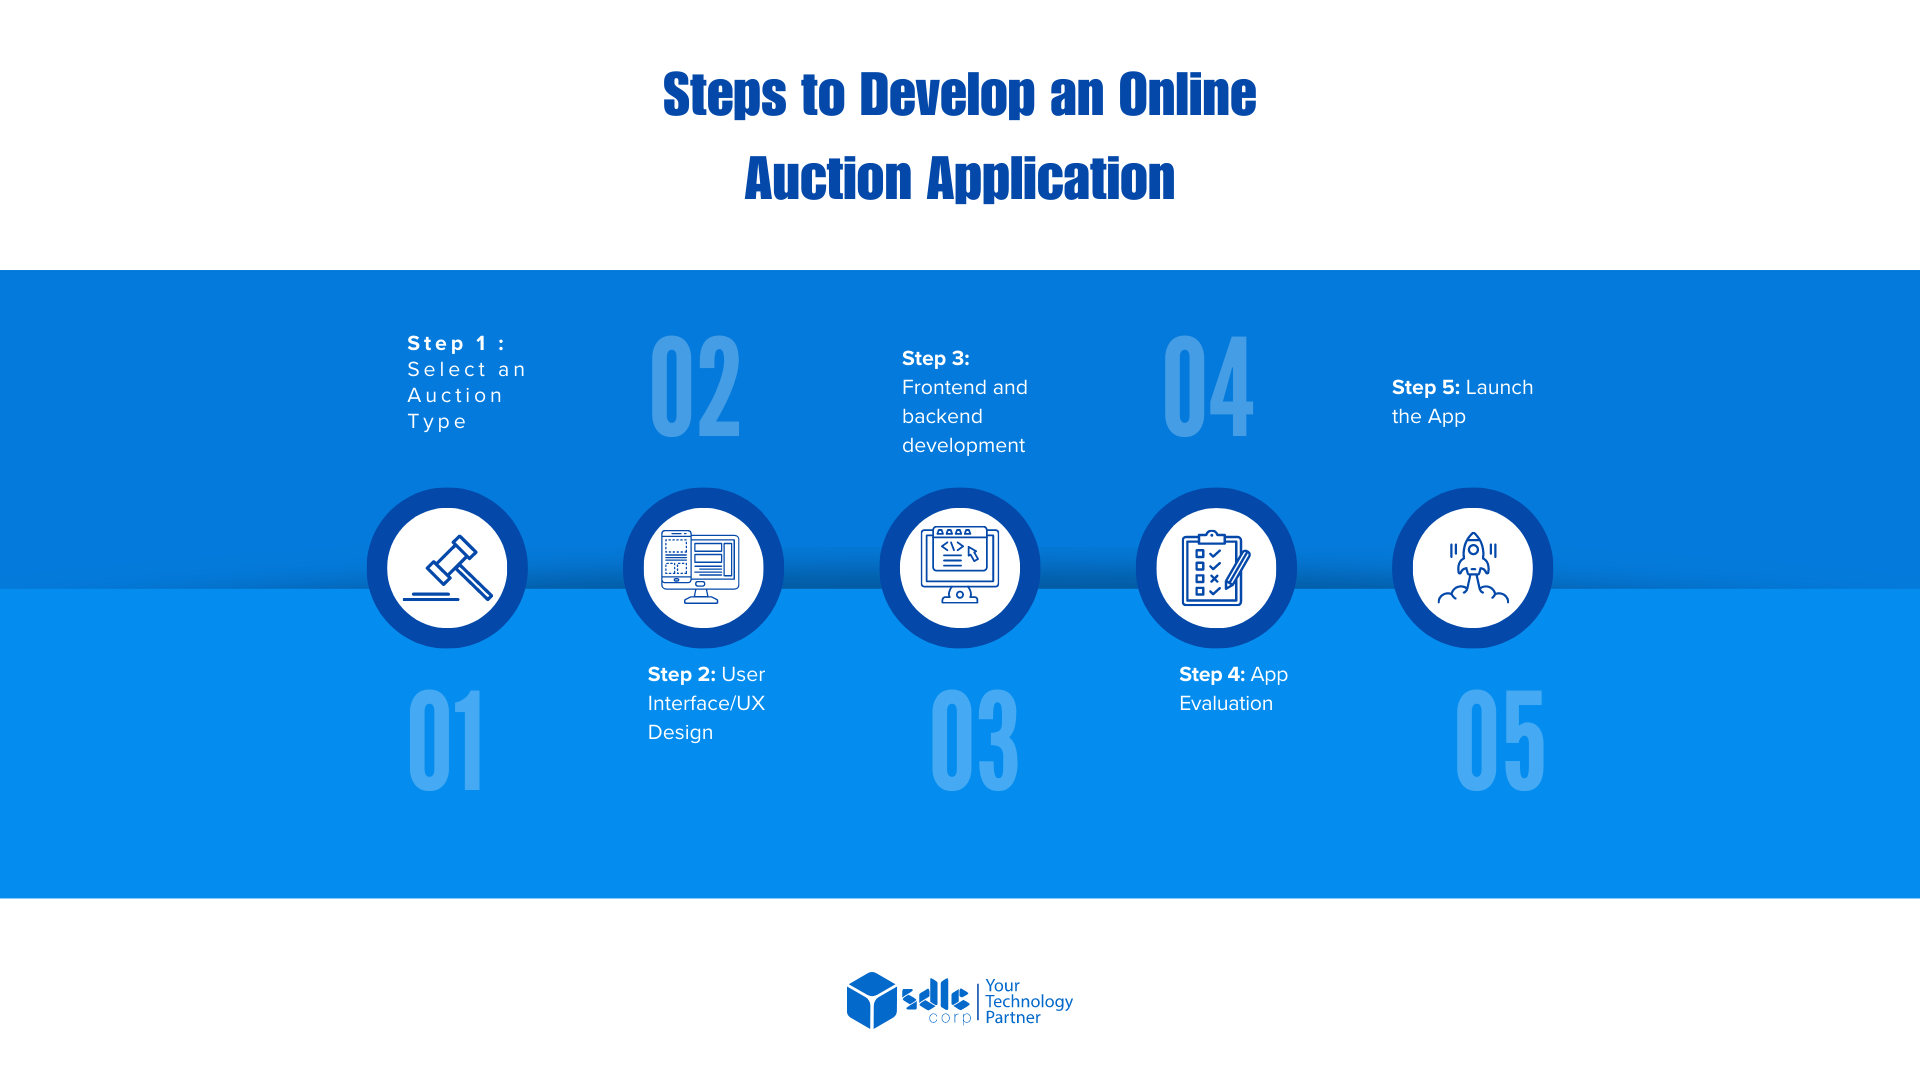 Steps to Develop an Online
Auction Application
Step 1 :
Select an
Auction
Type
01
02
Step 2: User
Interface/UX
Design
Step 3:
Frontend and
backend
development
03
04
Step 4: App
Evaluation
Step 5: Launch
the App
05
sdlc
corp
Your
Technology
Partner